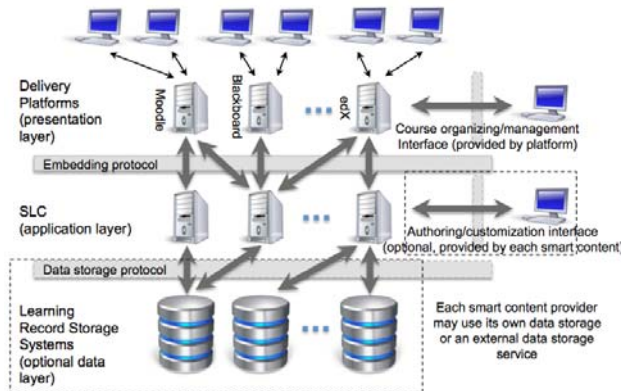 Delivery
Platforms
(presentation
layer)
Moodle
Blackboard
edX
Course organizing/management
Interface (provided by platform)
Embedding protocol
SLC
(application layer)
Authoring/customization interface
(optional, provided by each smart content)
Data storage protocol
Learning
Record Storage
Systems
(optional data
layer)
Each smart content provider
may use its own data storage
or an external data storage
service